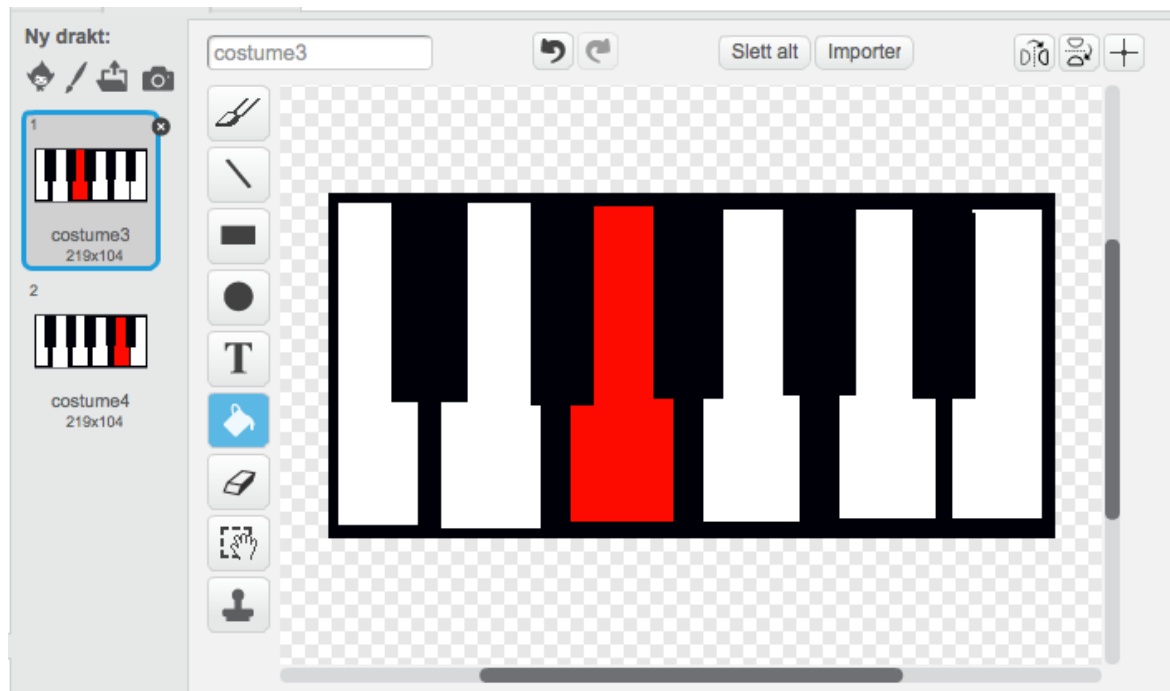 Ny drakt:
costume3
Slett alt
Importer
1
costume3
219x104
2
costume4
219x104
T